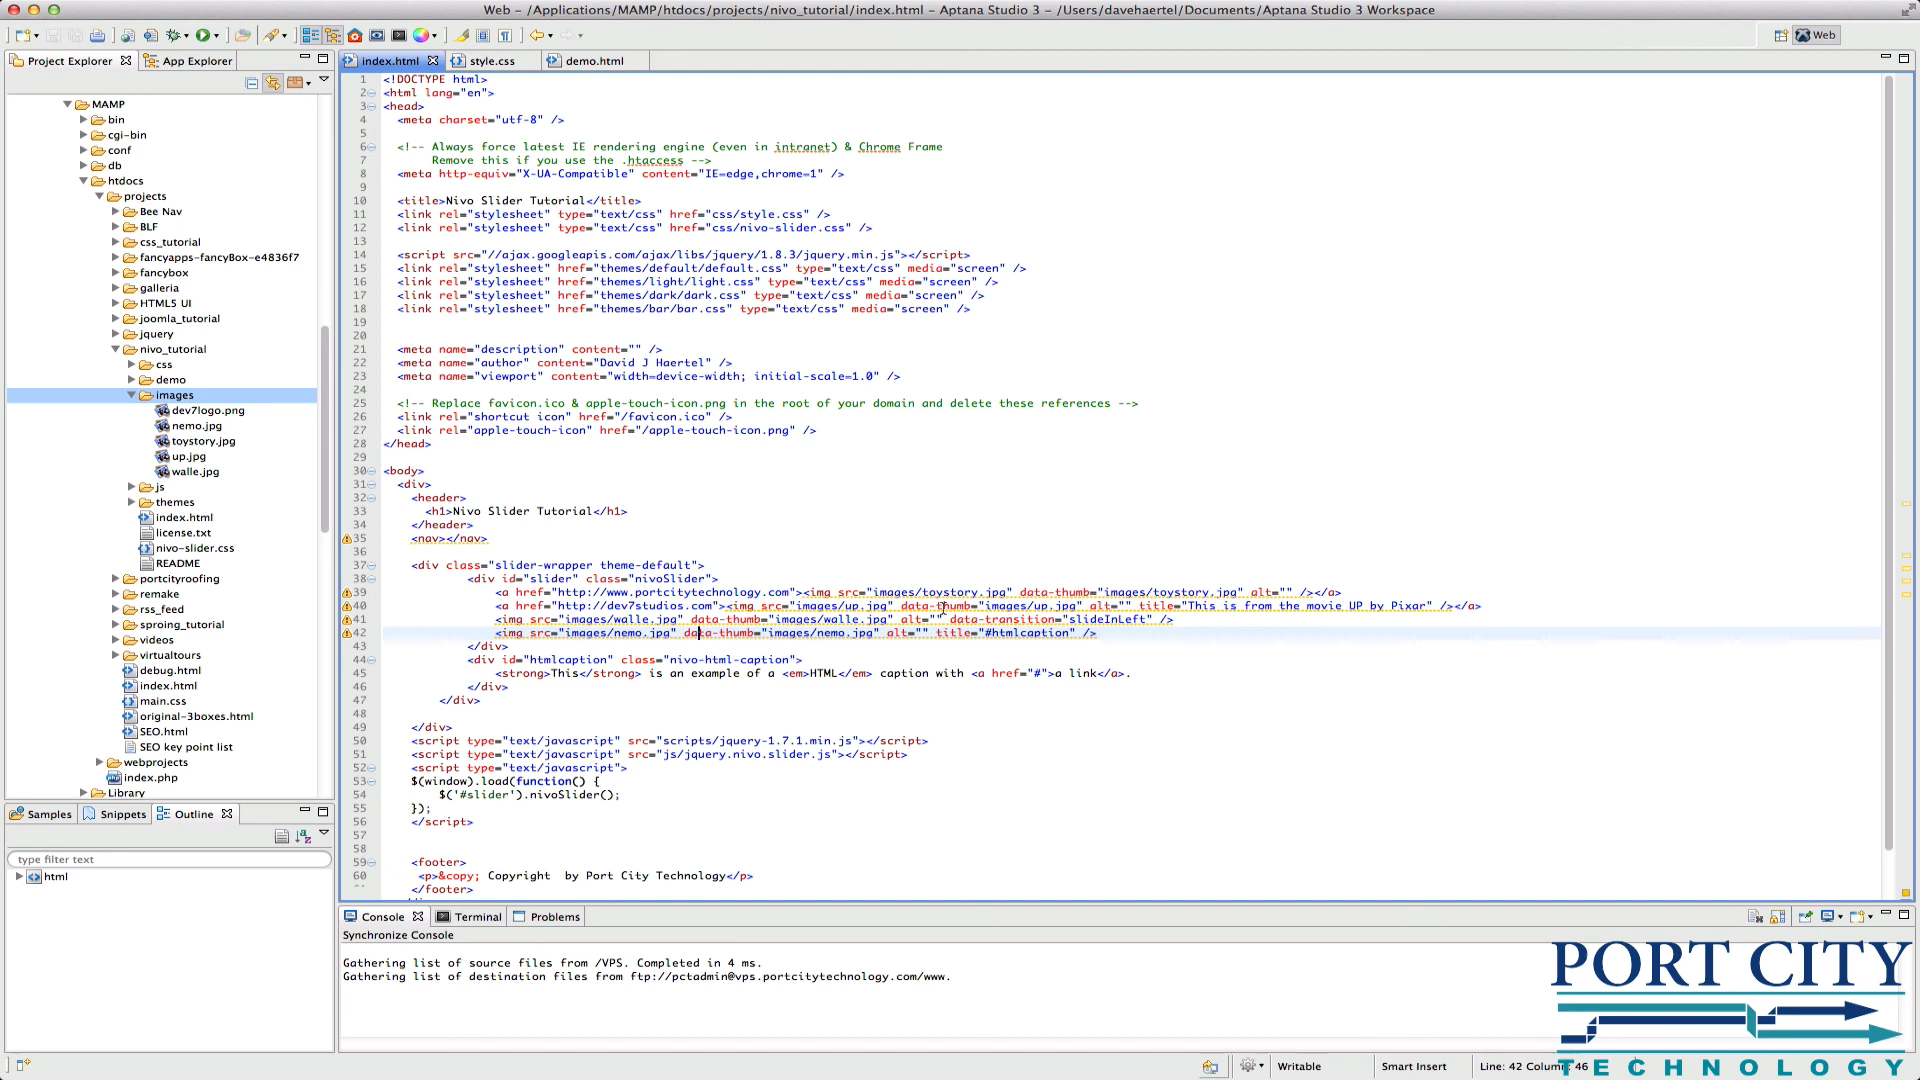 Web – /Applications/MAMP/htdocs/projects/nivo_tutorial/index.html – Aptana Studio 3 – /Users/davehaertel/Documents/Aptana Studio 3 Workspace
Web
Project Explorer
App Explorer
MAMP
bin
cgi-bin
conf
db
htdocs
projects
Bee Nav
BLF
css_tutorial
fancyapps-fancyBox-e4836f7
fancybox
galleria
HTML5 UI
joomla_tutorial
jquery
nivo_tutorial
css
demo
images
dev7logo.png
nemo.jpg
toystory.jpg
up.jpg
walle.jpg
js
themes
index.html
license.txt
nivo-slider.css
README
portcityroofing
remake
rss_feed
sproing_tutorial
videos
virtualtours
debug.html
index.html
main.css
original-3boxes.html
SEO.html
SEO key point list
webprojects
index.php
Library
Samples
Snippets
Outline
type filter text
html
index.html
style.css
demo.html
1 <!DOCTYPE html>
2 <html lang="en">
3 <head>
4 <meta charset="utf-8" />
5
6 <!-- Always force latest IE rendering engine (even in intranet) & Chrome Frame
7 Remove this if you use the .htaccess -->
8 <meta http-equiv="X-UA-Compatible" content="IE=edge,chrome=1" />
9
10 <title>Nivo Slider Tutorial</title>
11 <link rel="stylesheet" type="text/css" href="css/style.css" />
12 <link rel="stylesheet" type="text/css" href="css/nivo-slider.css" />
13
14 <script src="//ajax.googleapis.com/ajax/libs/jquery/1.8.3/jquery.min.js"></script>
15 <link rel="stylesheet" href="themes/default/default.css" type="text/css" media="screen" />
16 <link rel="stylesheet" href="themes/light/light.css" type="text/css" media="screen" />
17 <link rel="stylesheet" href="themes/dark/dark.css" type="text/css" media="screen" />
18 <link rel="stylesheet" href="themes/bar/bar.css" type="text/css" media="screen" />
19
20
21 <meta name="description" content="" />
22 <meta name="author" content="David J Haertel" />
23 <meta name="viewport" content="width=device-width; initial-scale=1.0" />
24
25 <!-- Replace favicon.ico & apple-touch-icon.png in the root of your domain and delete these references -->
26 <link rel="shortcut icon" href="/favicon.ico" />
27 <link rel="apple-touch-icon" href="/apple-touch-icon.png" />
28 </head>
29
30 <body>
31 <div>
32 <header>
33 <h1>Nivo Slider Tutorial</h1>
34 </header>
35 <nav></nav>
36
37 <div class="slider-wrapper theme-default">
38 <div id="slider" class="nivoSlider">
39 <a href="http://www.portcitytechnology.com"><img src="images/toystory.jpg" data-thumb="images/toystory.jpg" alt="" /></a>
40 <a href="http://dev7studios.com"><img src="images/up.jpg" data-thumb="images/up.jpg" alt="" title="This is from the movie UP by Pixar" /></a>
41 <img src="images/walle.jpg" data-thumb="images/walle.jpg" alt="" data-transition="slideInLeft" />
42 <img src="images/nemo.jpg" data-thumb="images/nemo.jpg" alt="" title="#htmlcaption" />
43 </div>
44 <div id="htmlcaption" class="nivo-html-caption">
45 <strong>This</strong> is an example of a <em>HTML</em> caption with <a href="#">a link</a>.
46 </div>
47 </div>
48
49 </div>
50 <script type="text/javascript" src="scripts/jquery-1.7.1.min.js"></script>
51 <script type="text/javascript" src="js/jquery.nivo.slider.js"></script>
52 <script type="text/javascript">
53 $(window).load(function() {
54 $('#slider').nivoSlider();
55 });
56 </script>
57
58
59 <footer>
60 <p>&copy; Copyright  by Port City Technology</p>
</footer>
Console
Terminal
Problems
Synchronize Console
Gathering list of source files from /VPS. Completed in 4 ms.
Gathering list of destination files from ftp://pctadmin@vps.portcitytechnology.com/www.
PORT CITY
TECHNOLOGY
Writable
Smart Insert
Line: 42 Column: 46